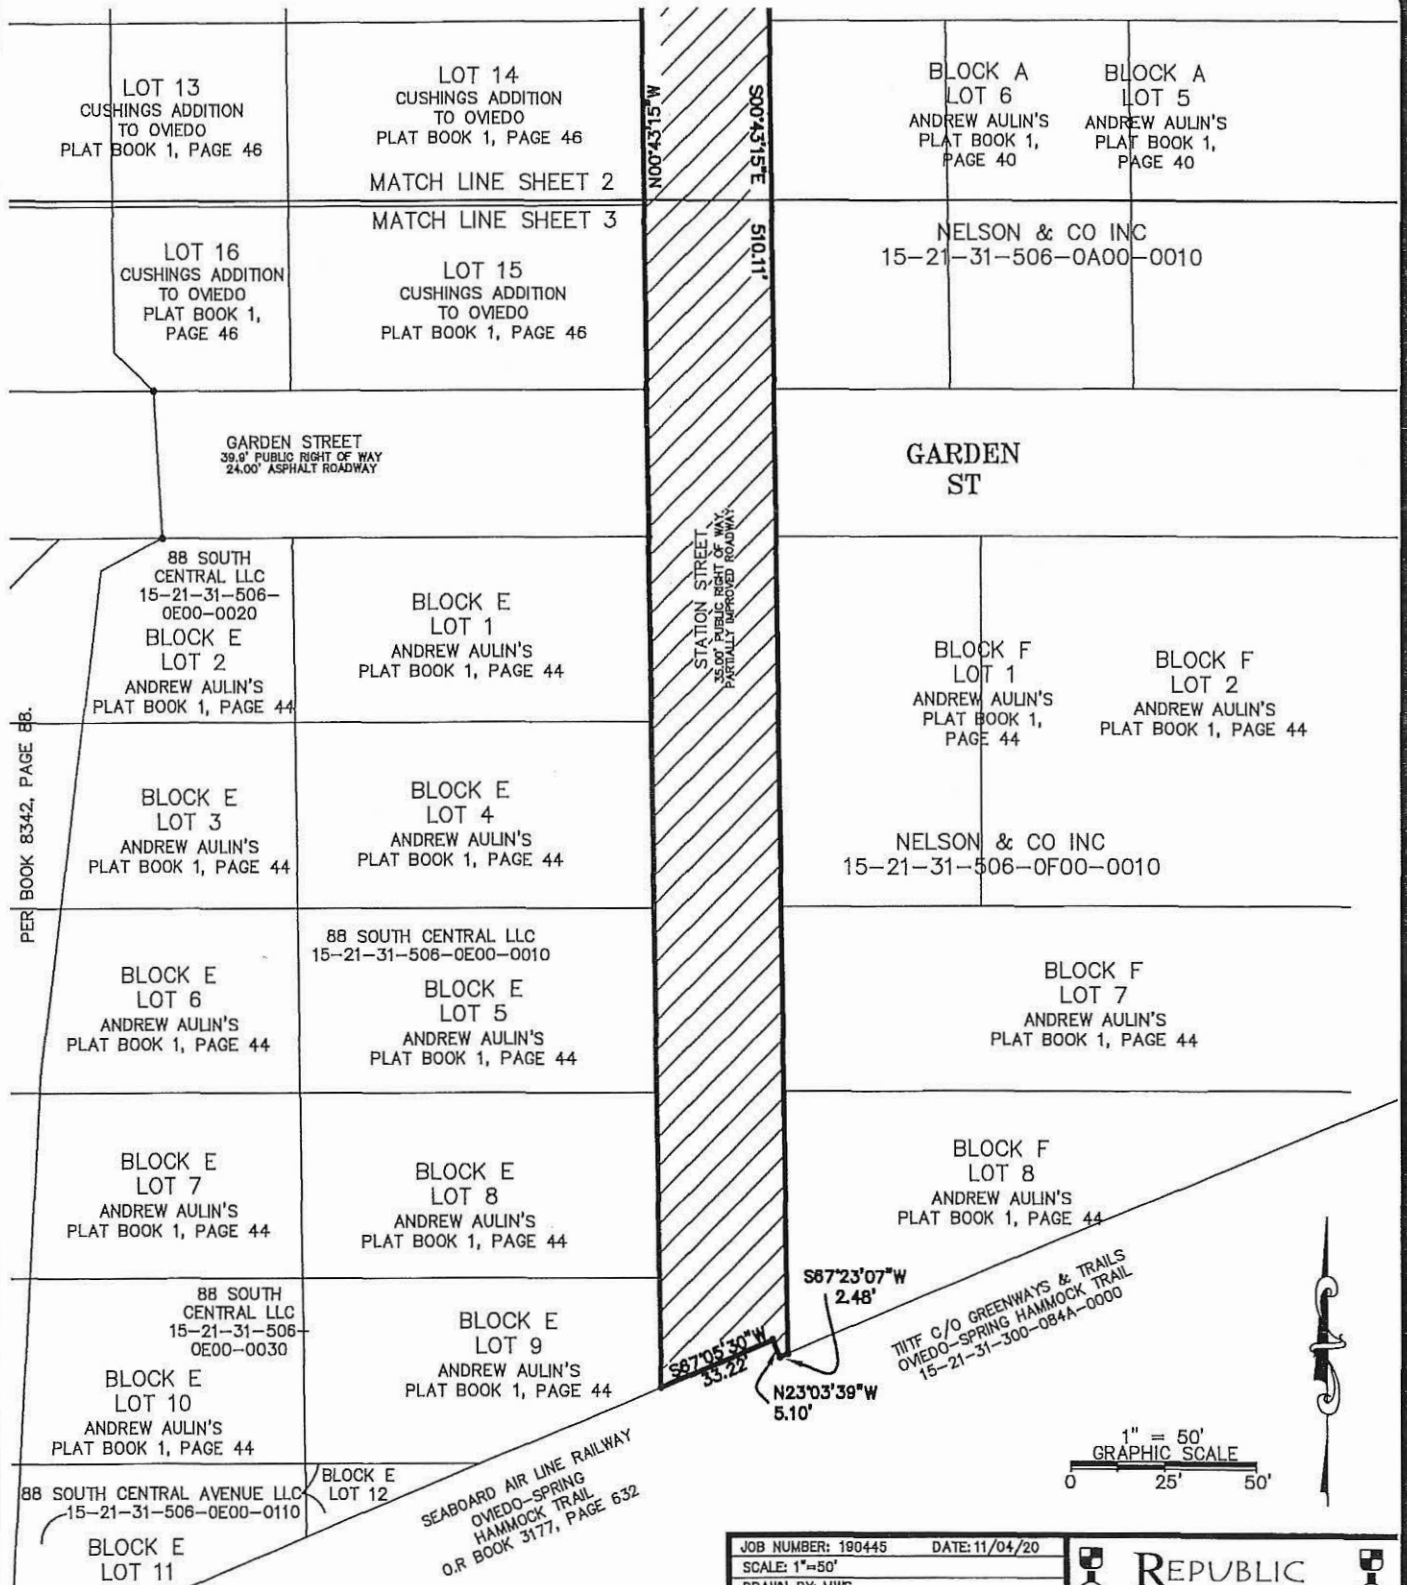 LOT 13
CUSHINGS ADDITION
TO OVIEDO
PLAT BOOK 1, PAGE 46
LOT 14
CUSHINGS ADDITION
TO OVIEDO
PLAT BOOK 1, PAGE 46
N00°43'15"W
S00°43'15"E 510.11'
BLOCK A
LOT 6
ANDREW AULIN'S
PLAT BOOK 1,
PAGE 40
BLOCK A
LOT 5
ANDREW AULIN'S
PLAT BOOK 1,
PAGE 40
MATCH LINE SHEET 2
MATCH LINE SHEET 3
NELSON & CO INC
15-21-31-506-0A00-0010
LOT 16
CUSHINGS ADDITION
TO OVIEDO
PLAT BOOK 1,
PAGE 46
LOT 15
CUSHINGS ADDITION
TO OVIEDO
PLAT BOOK 1, PAGE 46
GARDEN STREET
39.9' PUBLIC RIGHT OF WAY
24.00' ASPHALT ROADWAY
GARDEN
ST
STATION STREET
35.00' PUBLIC RIGHT OF WAY
PARTIALLY IMPROVED ROADWAY
88 SOUTH
CENTRAL LLC
15-21-31-506-
0E00-0020
BLOCK E
LOT 2
ANDREW AULIN'S
PLAT BOOK 1, PAGE 44
BLOCK E
LOT 1
ANDREW AULIN'S
PLAT BOOK 1, PAGE 44
BLOCK F
LOT 1
ANDREW AULIN'S
PLAT BOOK 1,
PAGE 44
BLOCK F
LOT 2
ANDREW AULIN'S
PLAT BOOK 1, PAGE 44
PER BOOK 8342, PAGE 88.
BLOCK E
LOT 3
ANDREW AULIN'S
PLAT BOOK 1, PAGE 44
BLOCK E
LOT 4
ANDREW AULIN'S
PLAT BOOK 1, PAGE 44
NELSON & CO INC
15-21-31-506-0F00-0010
88 SOUTH CENTRAL LLC
15-21-31-506-0E00-0010
BLOCK E
LOT 6
ANDREW AULIN'S
PLAT BOOK 1, PAGE 44
BLOCK E
LOT 5
ANDREW AULIN'S
PLAT BOOK 1, PAGE 44
BLOCK F
LOT 7
ANDREW AULIN'S
PLAT BOOK 1, PAGE 44
BLOCK E
LOT 7
ANDREW AULIN'S
PLAT BOOK 1, PAGE 44
BLOCK E
LOT 8
ANDREW AULIN'S
PLAT BOOK 1, PAGE 44
BLOCK F
LOT 8
ANDREW AULIN'S
PLAT BOOK 1, PAGE 44
88 SOUTH
CENTRAL LLC
15-21-31-506-
0E00-0030
BLOCK E
LOT 10
ANDREW AULIN'S
PLAT BOOK 1, PAGE 44
BLOCK E
LOT 9
ANDREW AULIN'S
PLAT BOOK 1, PAGE 44
S67°05'30"W
33.22'
S67°23'07"W
2.48'
N23°03'39"W
5.10'
TIITF C/O GREENWAYS & TRAILS
OVIEDO-SPRING HAMMOCK TRAIL
15-21-31-300-084A-0000
SEABOARD AIR LINE RAILWAY
OVIEDO-SPRING
HAMMOCK TRAIL
O.R BOOK 3177, PAGE 632
BLOCK E
LOT 12
88 SOUTH CENTRAL AVENUE LLC
15-21-31-506-0E00-0110
BLOCK E
LOT 11
1" = 50'
GRAPHIC SCALE
0 25' 50'
JOB NUMBER: 190445 DATE: 11/04/20
SCALE: 1"=50'
REPUBLIC